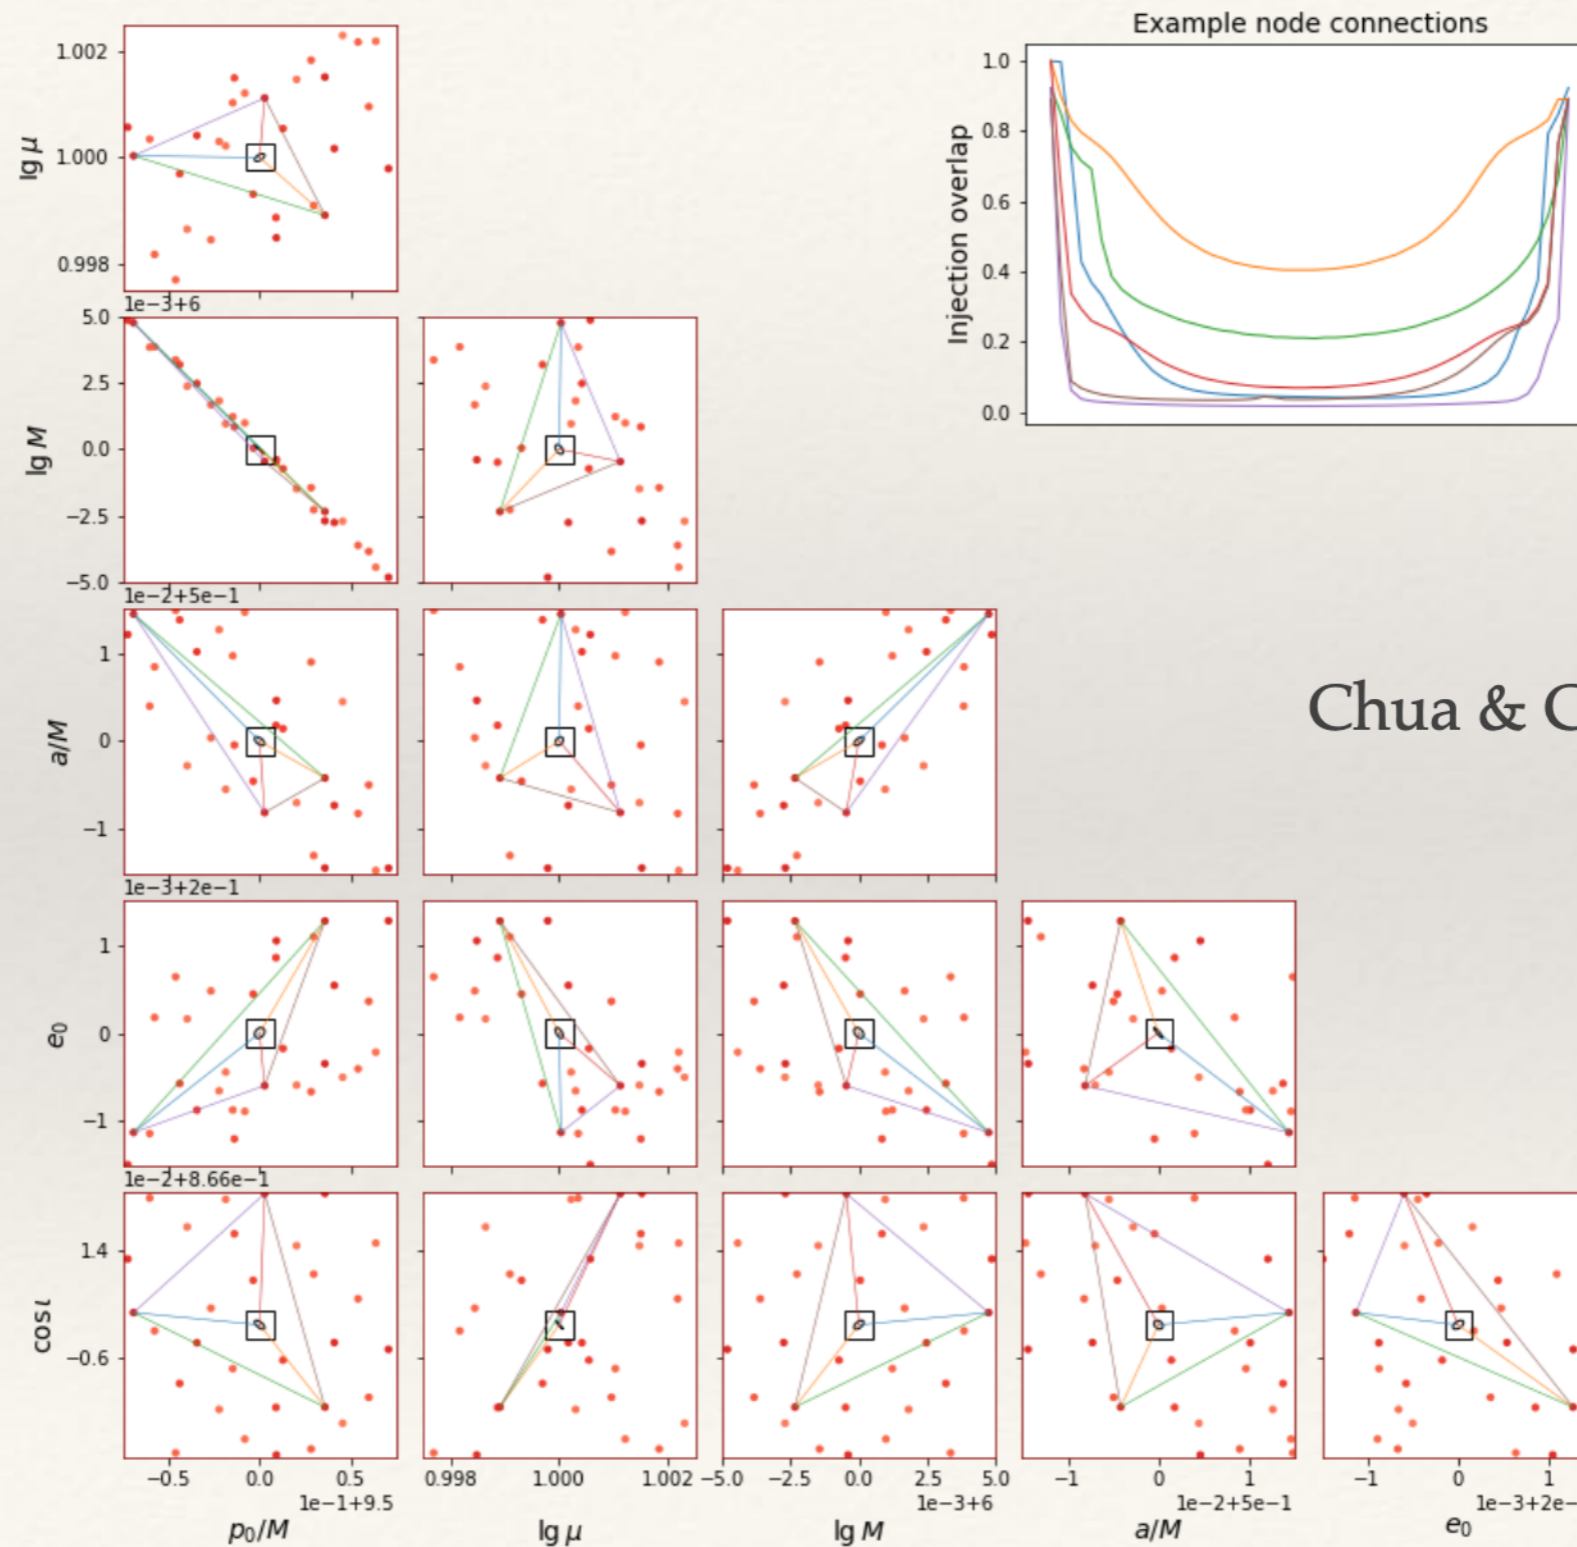 Example node connections
1.0
0.8
0.6
0.4
0.2
0.0
Injection overlap
lg μ
1.002
1.000
0.998
1e−3+6
lg M
5.0
2.5
0.0
−2.5
−5.0
1e−2+5e−1
a/M
1
0
−1
Chua & C
1e−3+2e−1
e₀
1
0
−1
1e−2+8.66e−1
cos ι
1.4
−0.6
−0.5 0.0 0.5 0.998 1.000 1.002 −5.0 −2.5 0.0 2.5 5.0 −1 0 1 −1 0 1
1e−1+9.5 1e−3+6 1e−2+5e−1 1e−3+2e−
p₀/M lg μ lg M a/M e₀